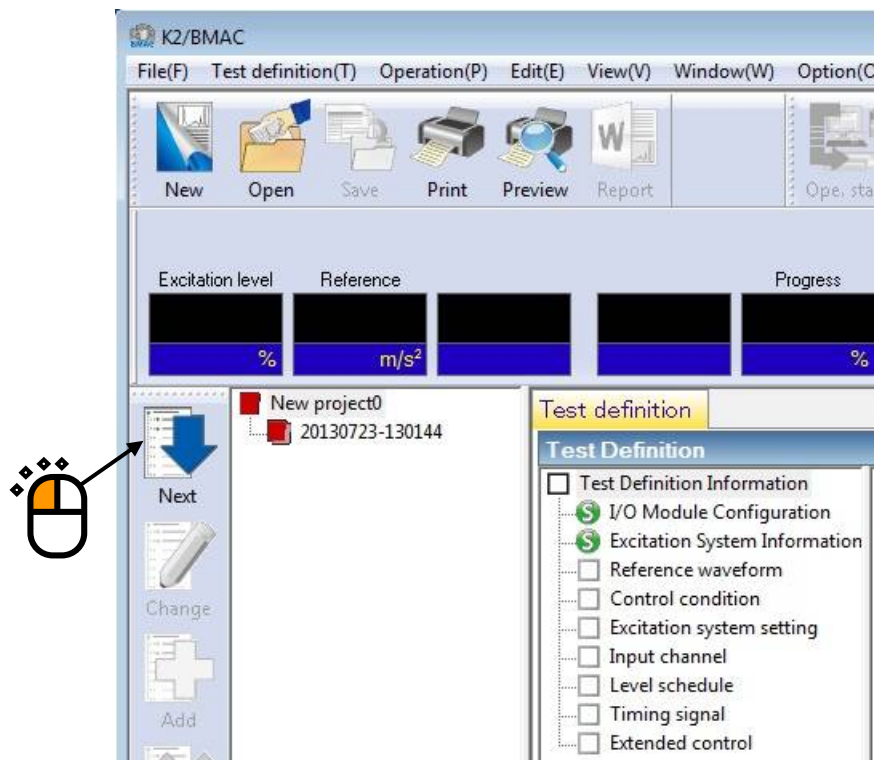 K2/BMAC
File(F) Test definition(T) Operation(P) Edit(E) View(V) Window(W) Option(O
New Open Save Print Preview Report Ope. sta
Excitation level Reference Progress
% m/s² %
Next
Change
Add
New project0
20130723-130144
Test definition
Test Definition
Test Definition Information
I/O Module Configuration
Excitation System Information
Reference waveform
Control condition
Excitation system setting
Input channel
Level schedule
Timing signal
Extended control